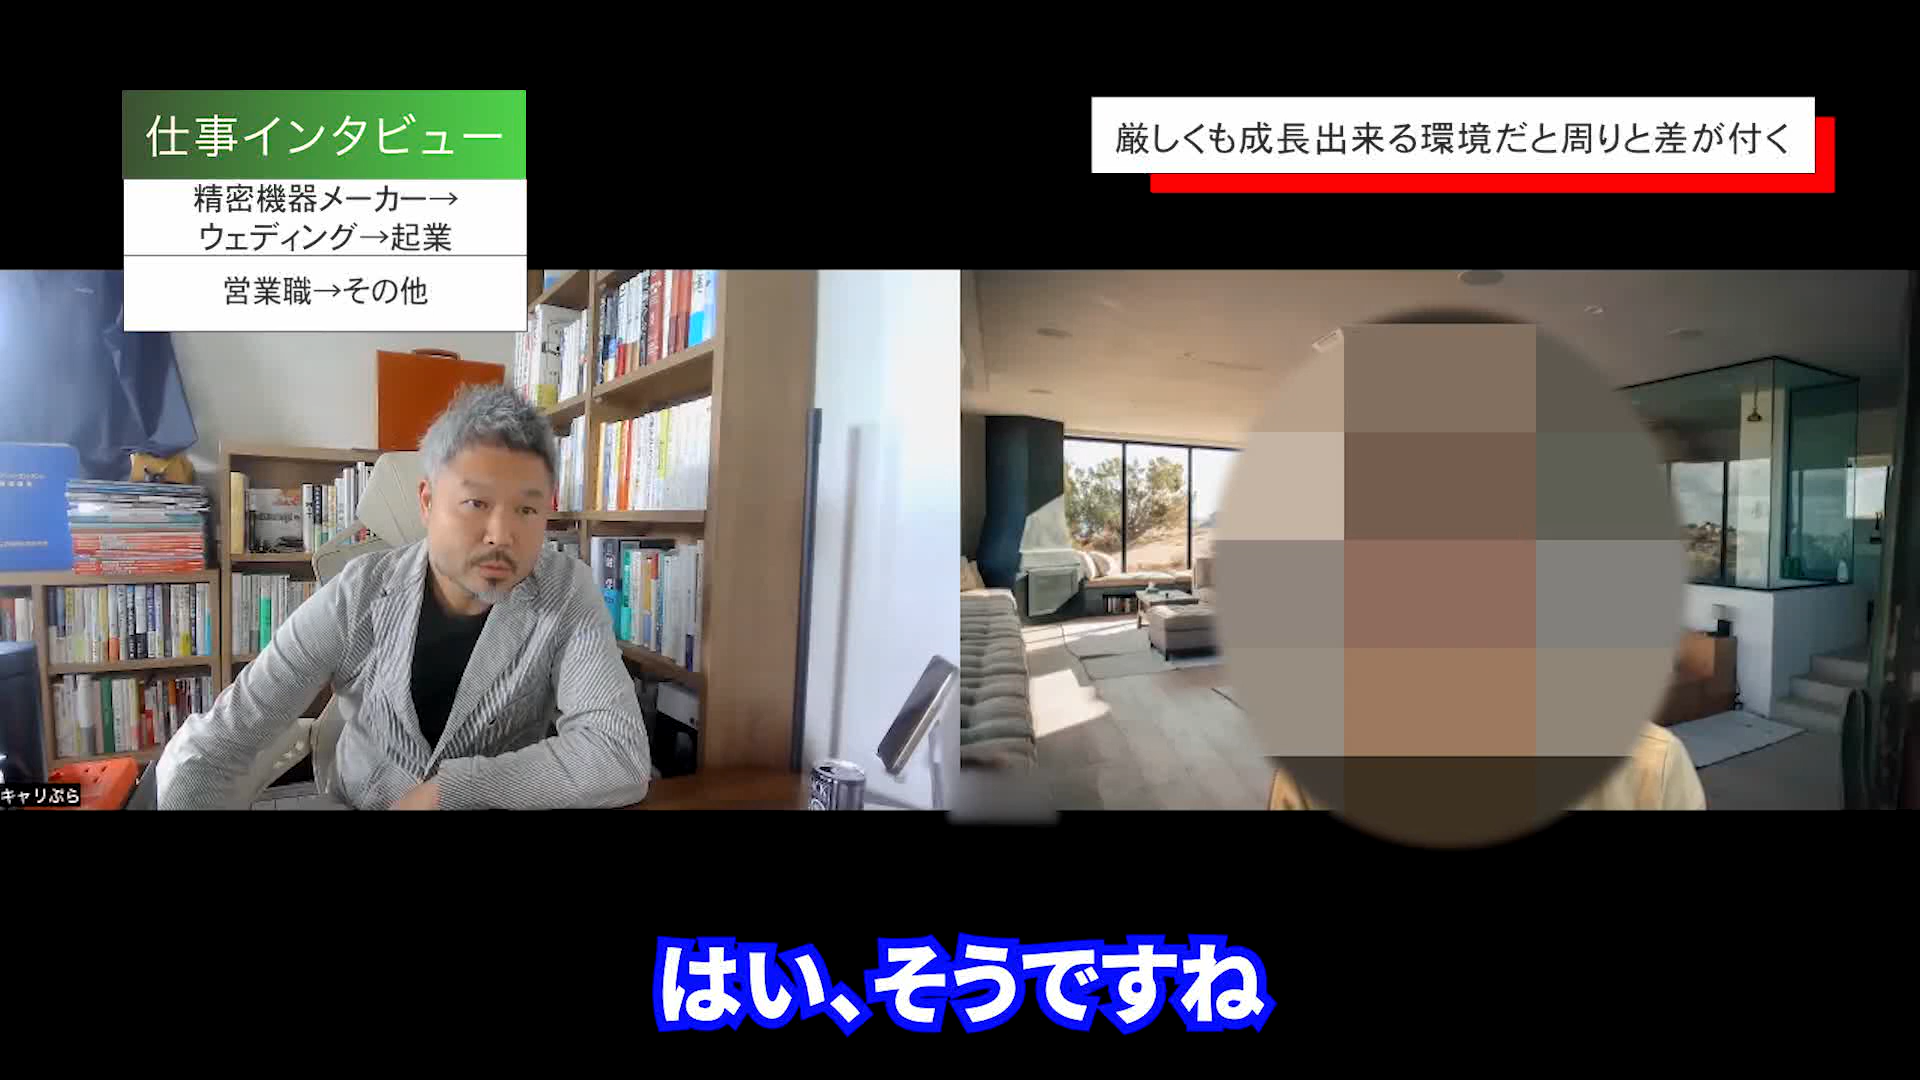 仕事インタビュー
精密機器メーカー→
ウェディング→起業
営業職→その他
厳しくも成長出来る環境だと周りと差が付く
キャリぷら
はい、そうですね